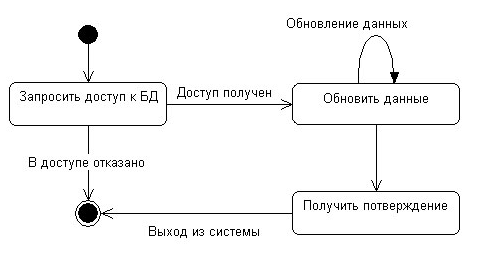 Обновление данных
Запросить доступ к БД
Доступ получен
Обновить данные
В доступе отказано
Получить потверждение
Выход из системы